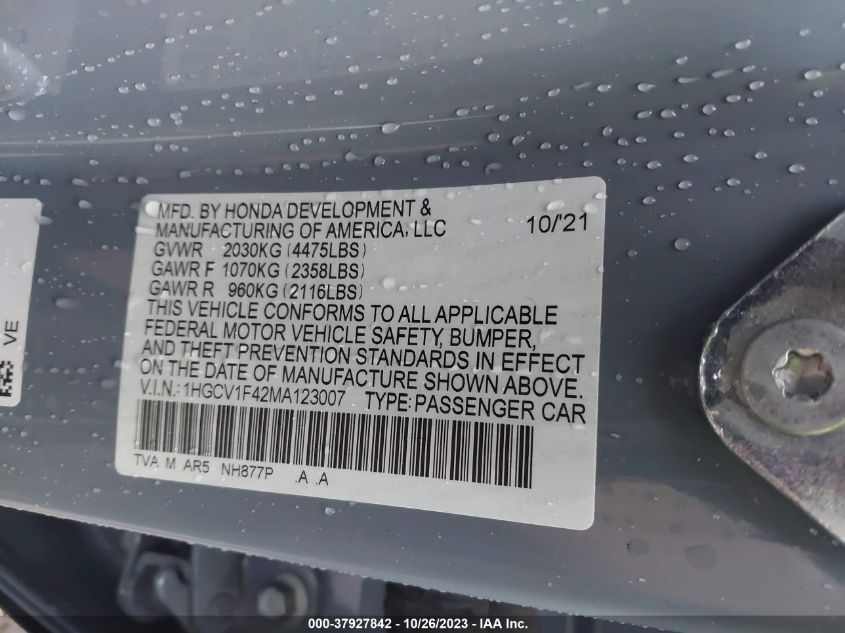 MFD. BY HONDA DEVELOPMENT &
MANUFACTURING OF AMERICA, LLC 10/'21
GVWR 2030KG (4475LBS)
GAWR F 1070KG (2358LBS)
GAWR R 960KG (2116LBS)
THIS VEHICLE CONFORMS TO ALL APPLICABLE
FEDERAL MOTOR VEHICLE SAFETY, BUMPER,
AND THEFT PREVENTION STANDARDS IN EFFECT
ON THE DATE OF MANUFACTURE SHOWN ABOVE.
V.I.N.: 1HGCV1F42MA123007 TYPE: PASSENGER CAR
TVA M AR5 NH877P .A .A
VE
000-37927842 - 10/26/2023 - IAA Inc.